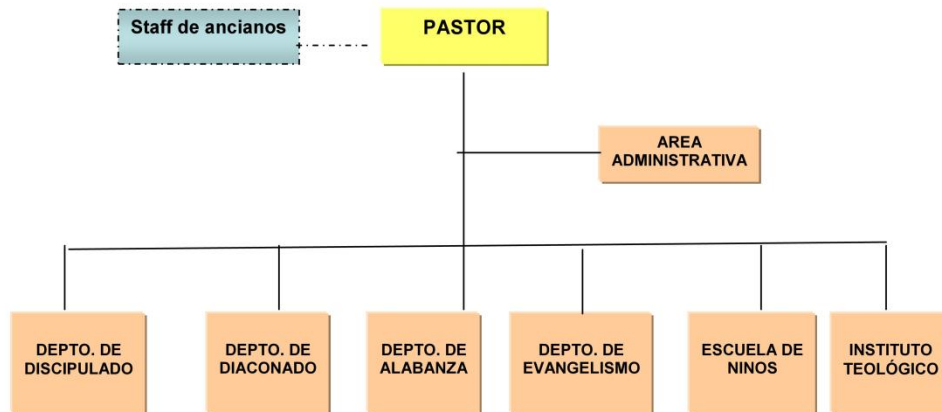 Staff de ancianos
PASTOR
AREA
ADMINISTRATIVA
DEPTO. DE
DISCIPULADO
DEPTO. DE
DIACONADO
DEPTO. DE
ALABANZA
DEPTO. DE
EVANGELISMO
ESCUELA DE
NINOS
INSTITUTO
TEOLÓGICO